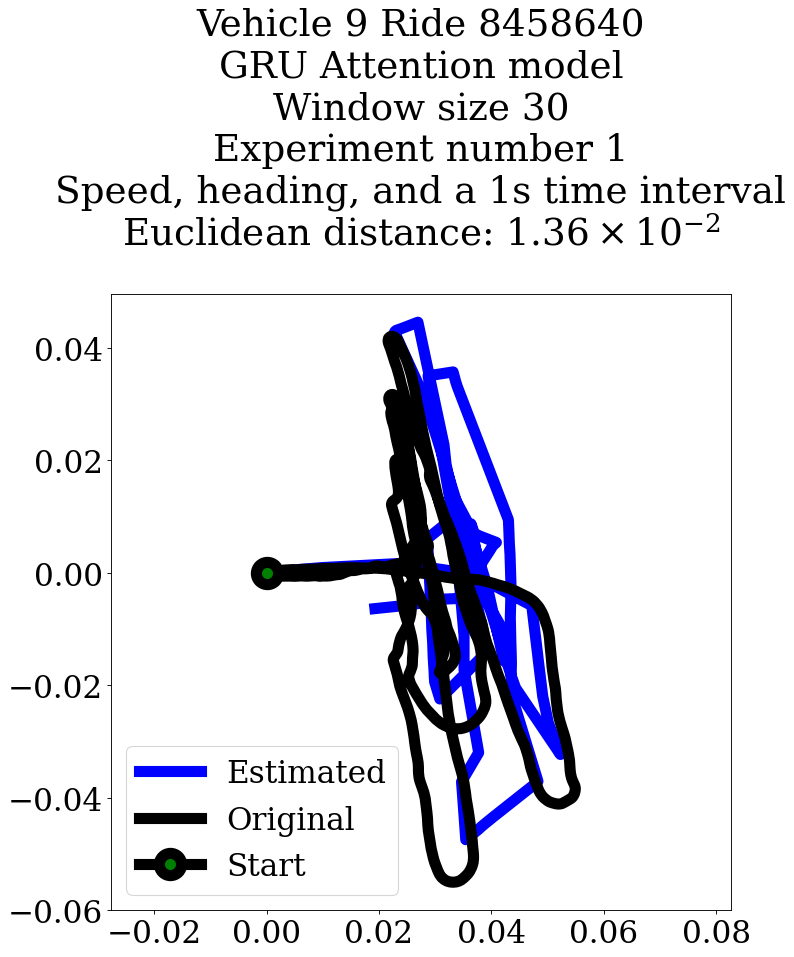 Vehicle 9 Ride 8458640
GRU Attention model
Window size 30
Experiment number 1
Speed, heading, and a 1s time interval
Euclidean distance: 1.36 × 10⁻²
0.04
0.02
0.00
−0.02
−0.04
−0.06
Estimated
Original
Start
−0.02 0.00 0.02 0.04 0.06 0.08